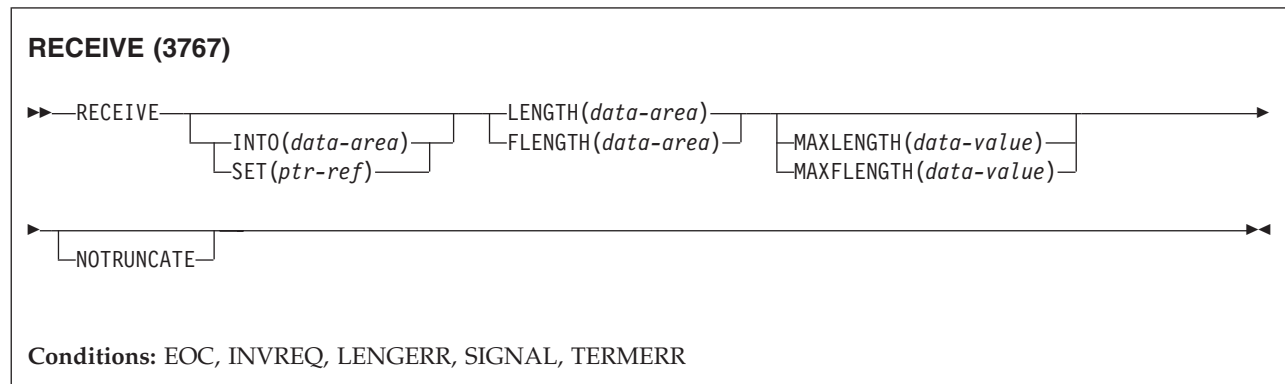 RECEIVE (3767)
RECEIVE LENGTH(data-area)
INTO(data-area) FLENGTH(data-area) MAXLENGTH(data-value)
SET(ptr-ref) MAXFLENGTH(data-value)
NOTRUNCATE
Conditions: EOC, INVREQ, LENGERR, SIGNAL, TERMERR